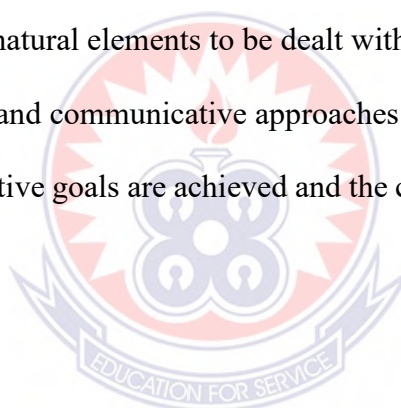 natural elements to be dealt with
and communicative approaches
tive goals are achieved and the c
EDUCATION FOR SERVICE